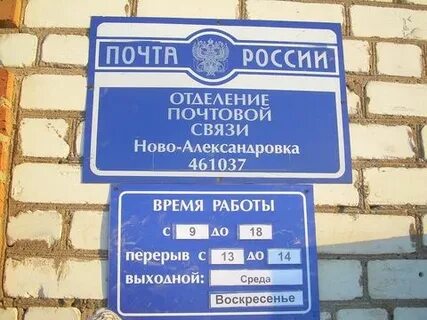 ПОЧТА РОССИИ
ОТДЕЛЕНИЕ
ПОЧТОВОЙ
СВЯЗИ
Ново-Александровка
461037
ВРЕМЯ РАБОТЫ
с 9 до 18
перерыв с 13 до 14
выходной: Среда
Воскресенье